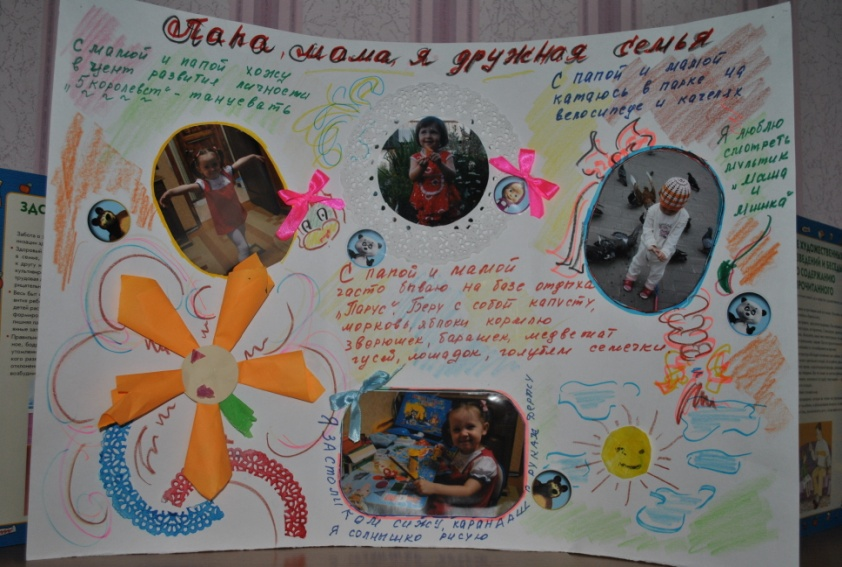 Папа, мама, я дружная семья
С мамой и папой хожу
в цент развития личности
„5 королевст" - танцевать
С папой и мамой
катаюсь в парке на
велосипеде и качелях
Я люблю
смотреть
мультик
„Маша
и
Мишка"
С папой и мамой
часто бываю на базе отдыха
„Парус". Беру с собой капусту,
морковь, яблоки кормлю
зверюшек, барашек, медвежат
гусей, лошадок, голубям семечки
Я за столиком сижу, карандаш в руках держу
Я солнышко рисую